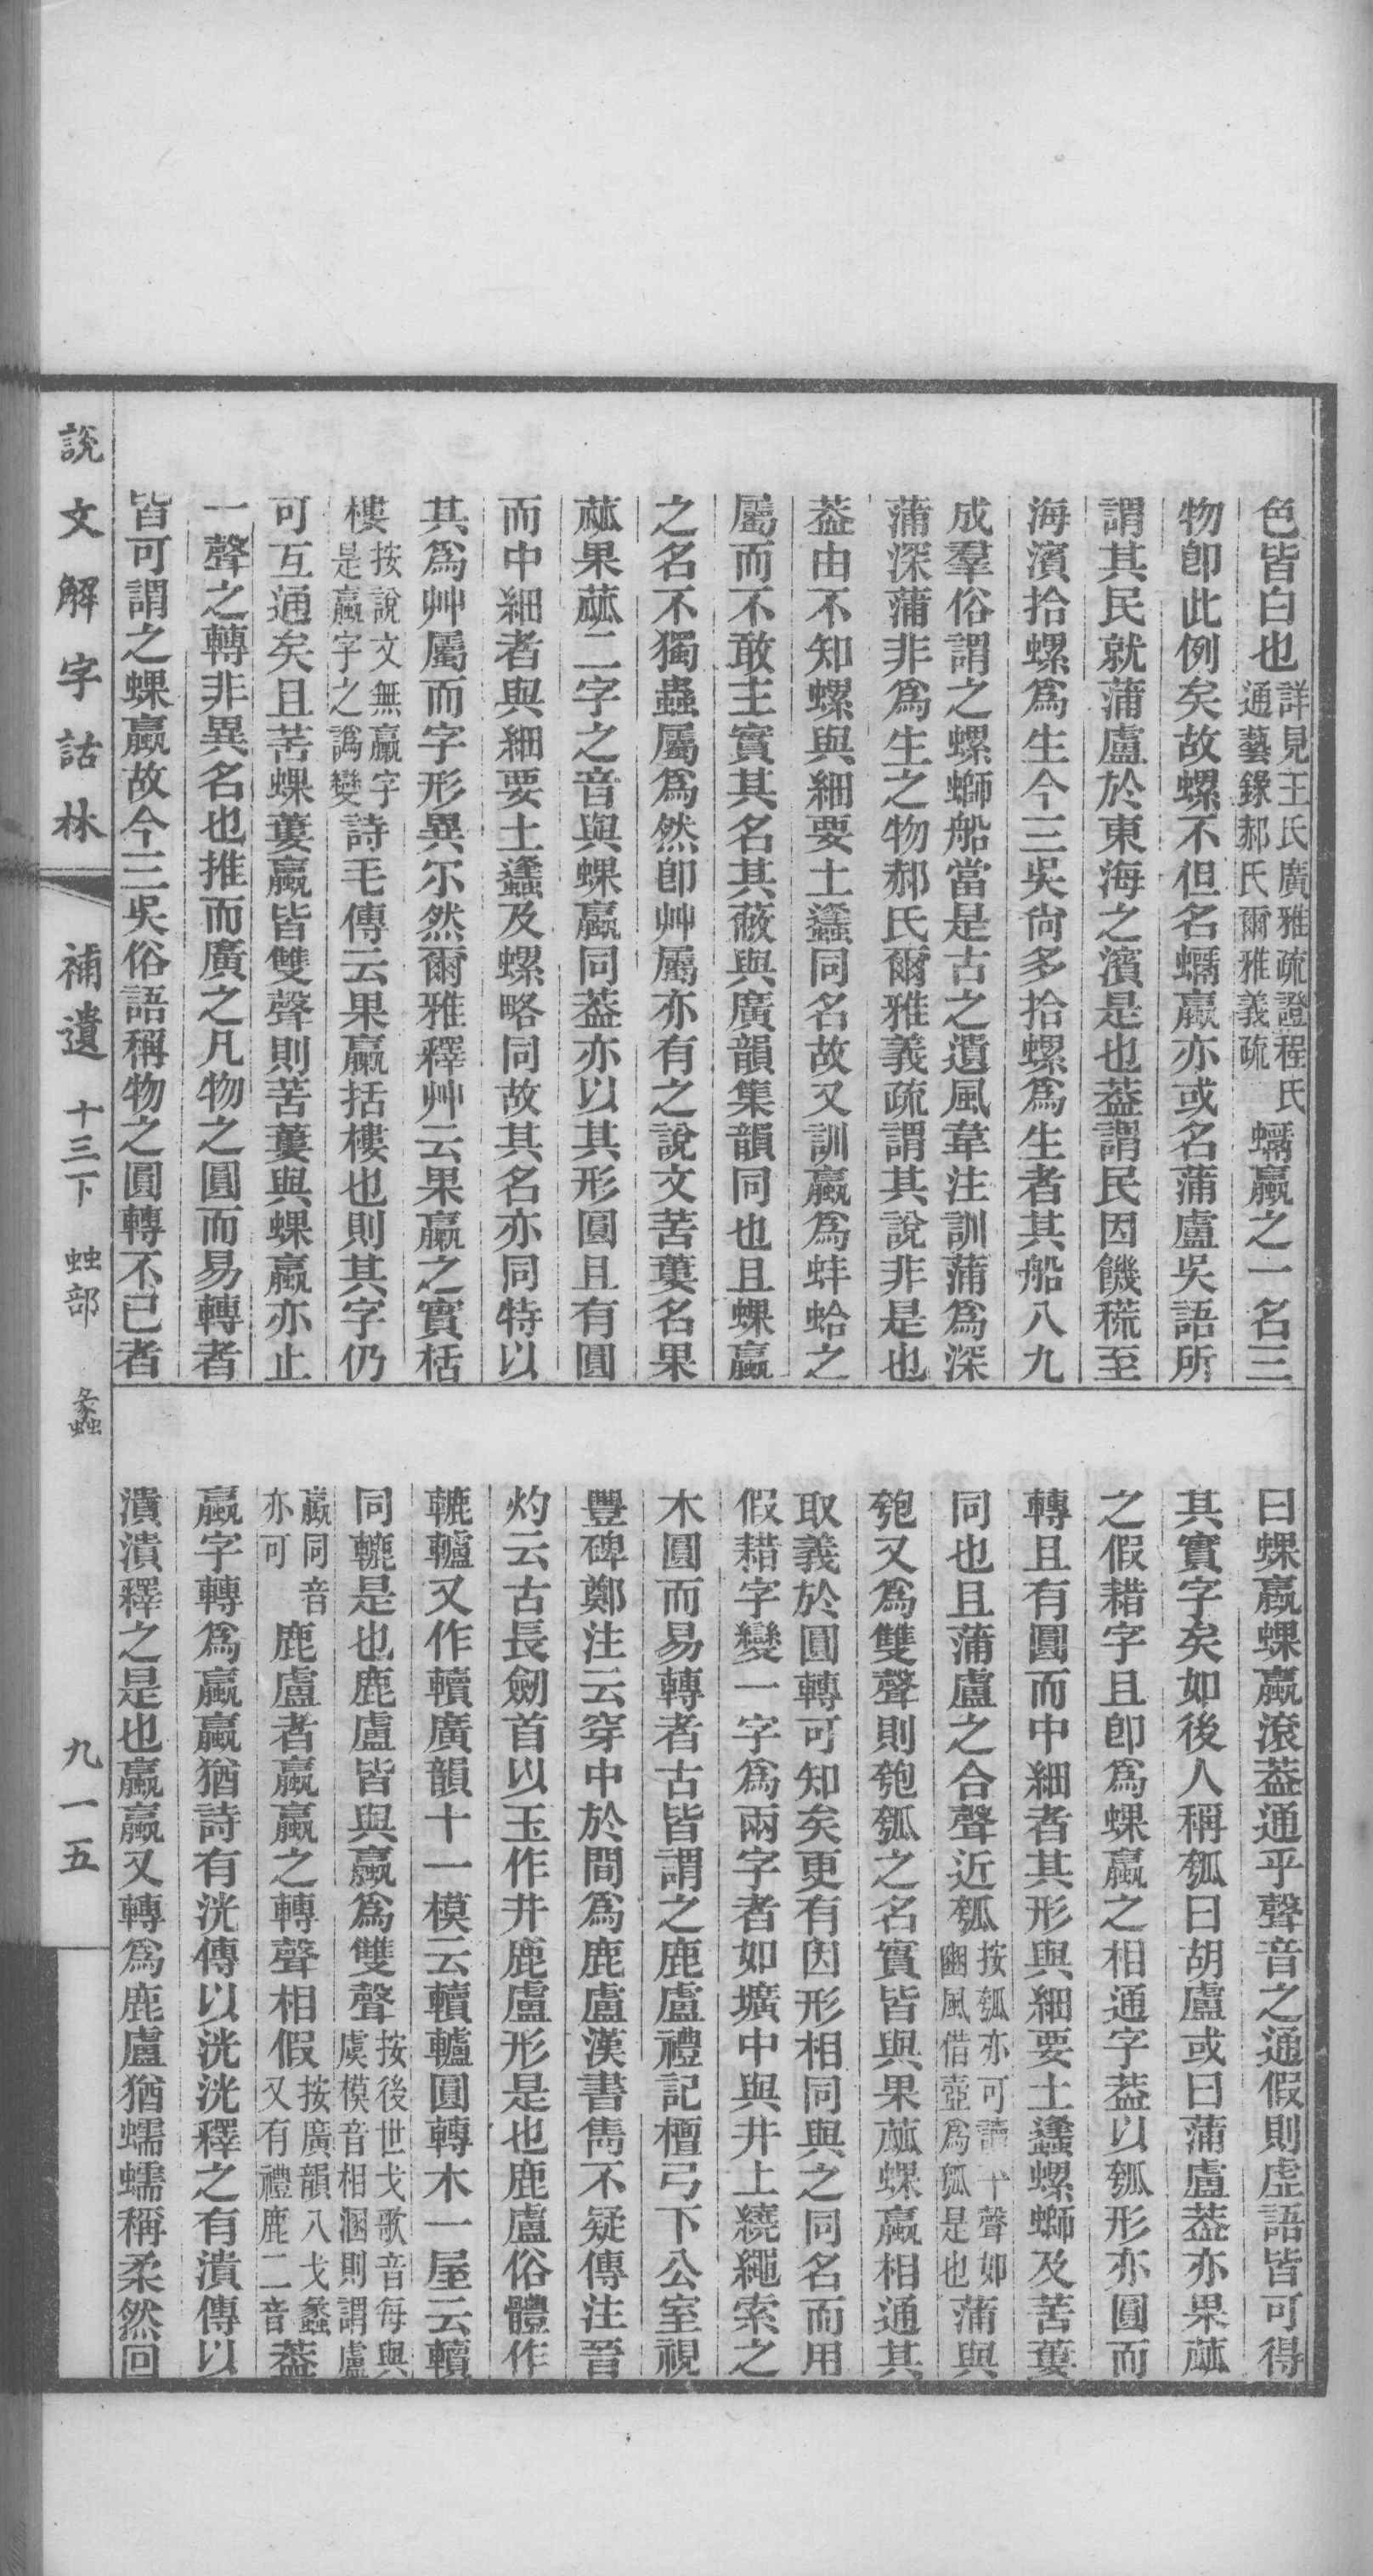 色皆白也詳見王氏廣雅疏證程氏通藝錄郝氏爾雅義疏蠣蠃之一名三
物卽此例矣故螺不但名蠣蠃亦或名蒲盧吳語所
謂其民就蒲盧於東海之濱是也葢謂民因饑㡆至
海濱拾螺爲生今三吳尙多拾螺爲生者其船八九
成羣俗謂之螺螄船當是古之遺風韋注訓蒲爲深
蒲深蒲非爲生之物郝氏爾雅義疏謂其說非是也
葢由不知螺與細要土蠭同名故又訓蠃爲蚌蛤之
屬而不敢主實其名其蔽與廣韻集韻同也且蜾蠃
之名不獨蟲屬爲然卽艸屬亦有之說文苦蔞名果
蓏果蓏二字之音與蜾蠃同葢亦以其形圓且有圓
而中細者與細要土蠭及螺略同故其名亦同特以
其爲艸屬而字形異尒然爾雅釋艸云果臝之實栝
樓按說文無臝字是蠃字之譌變詩毛傳云果臝括樓也則其字仍
可互通矣且苦蜾蔞蠃皆雙聲則苦蔞與蜾蠃亦止
一聲之轉非異名也推而廣之凡物之圓而易轉者
皆可謂之蜾蠃故今三吳俗語稱物之圓轉不已者
曰蜾蠃蜾蠃滾葢通乎聲音之通假則虛語皆可得
其實字矣如後人稱瓠曰胡盧或曰蒲盧葢亦果蓏
之假耤字且卽爲蜾蠃之相通字葢以瓠形亦圓而
轉且有圓而中細者其形與細要土蠭螺螄及苦蔞
同也且蒲盧之合聲近瓠按瓠亦可讀平聲如豳風借壺爲瓠是也蒲與
匏又爲雙聲則匏瓠之名實皆與果蓏蜾蠃相通其
取義於圓轉可知矣更有因形相同與之同名而用
假耤字變一字爲兩字者如壙中與井上繞繩索之
木圓而易轉者古皆謂之鹿盧禮記檀弓下公室視
豐碑鄭注云穿中於間爲鹿盧漢書雋不疑傳注晉
灼云古長劒首以玉作井鹿盧形是也鹿盧俗體作
轆轤又作轒廣韻十一模云轒轤圓轉木一屋云轒
同轆是也鹿盧皆與蠃爲雙聲按後世戈歌音每與虞模音相溷則謂盧
蠃同音亦可鹿盧者蠃蠃之轉聲相假按廣韻八戈蠡又有禮鹿二音葢
蠃字轉爲蠃蠃猶詩有洸傳以洸洸釋之有潰傳以
潰潰釋之是也蠃蠃又轉爲鹿盧猶蠕蠕稱柔然回
說文解字詁林　補遺　十三下　䖵部　蠡　九一五